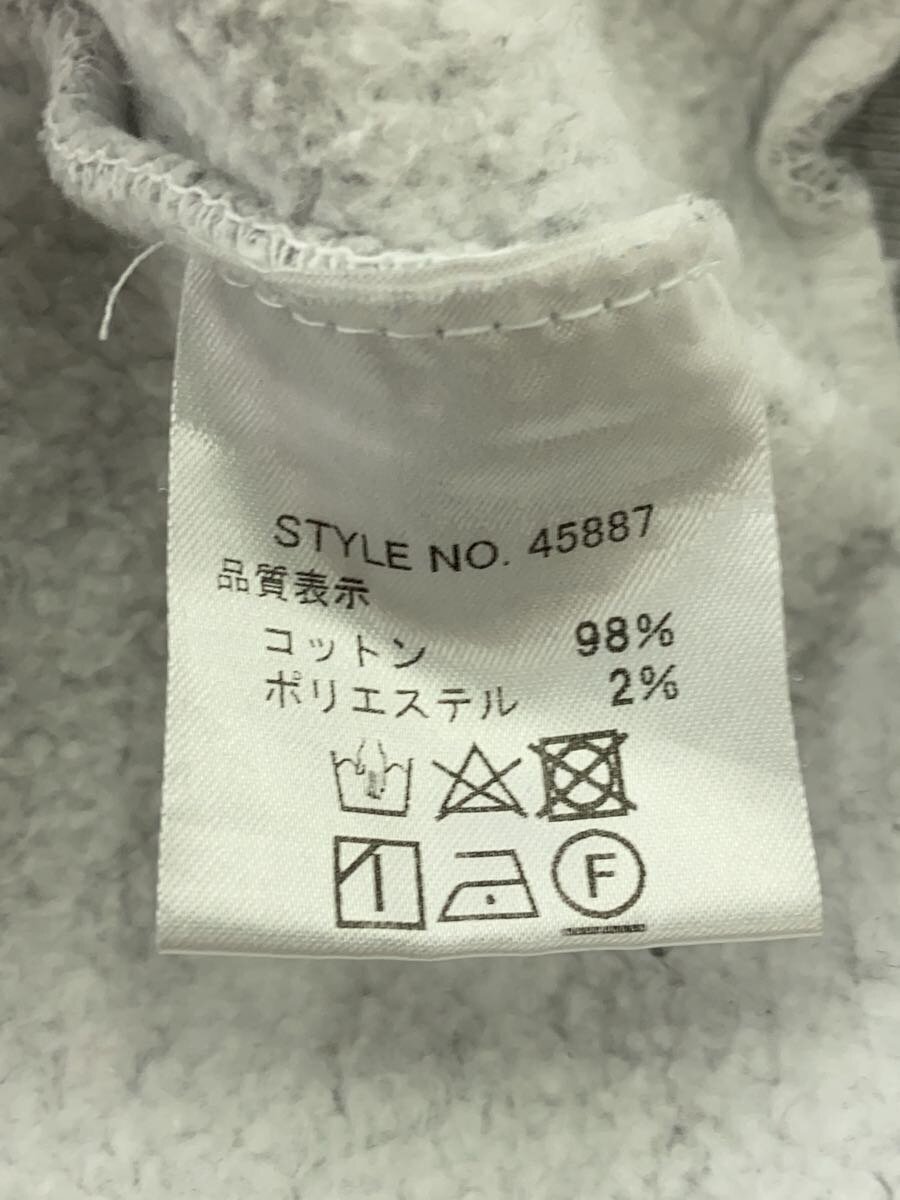 STYLE NO. 45887
品質表示
コットン 98%
ポリエステル 2%
F